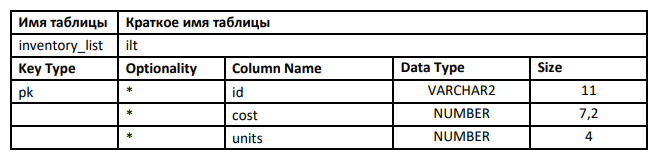 Имя таблицы Краткое имя таблицы
inventory_list ilt
Key Type Optionality Column Name Data Type Size
pk * id VARCHAR2 11
* cost NUMBER 7,2
* units NUMBER 4